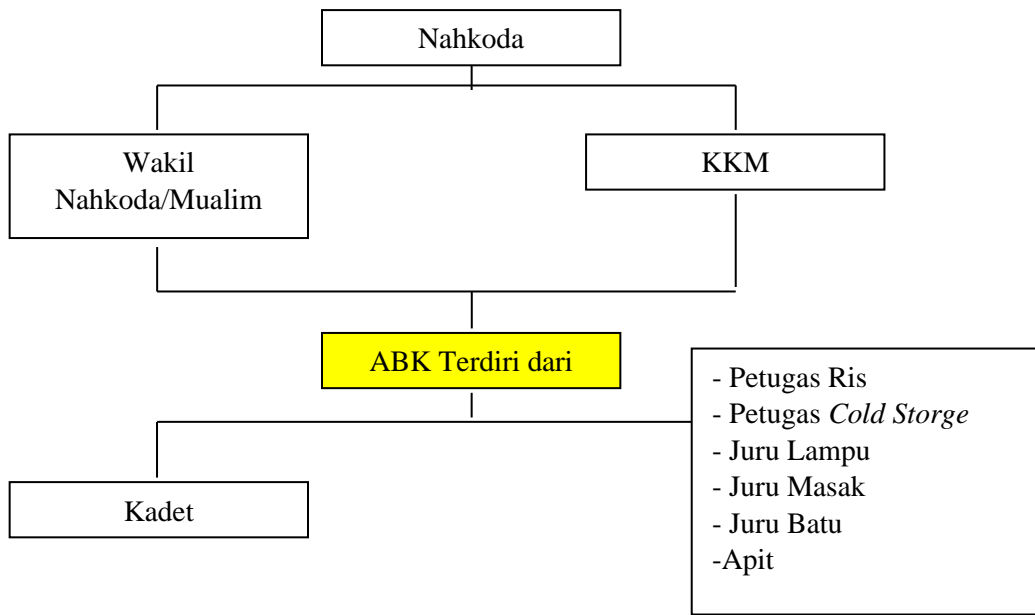 Nahkoda
Wakil
Nahkoda/Mualim
KKM
ABK Terdiri dari
- Petugas Ris
- Petugas Cold Storge
- Juru Lampu
- Juru Masak
- Juru Batu
-Apit
Kadet